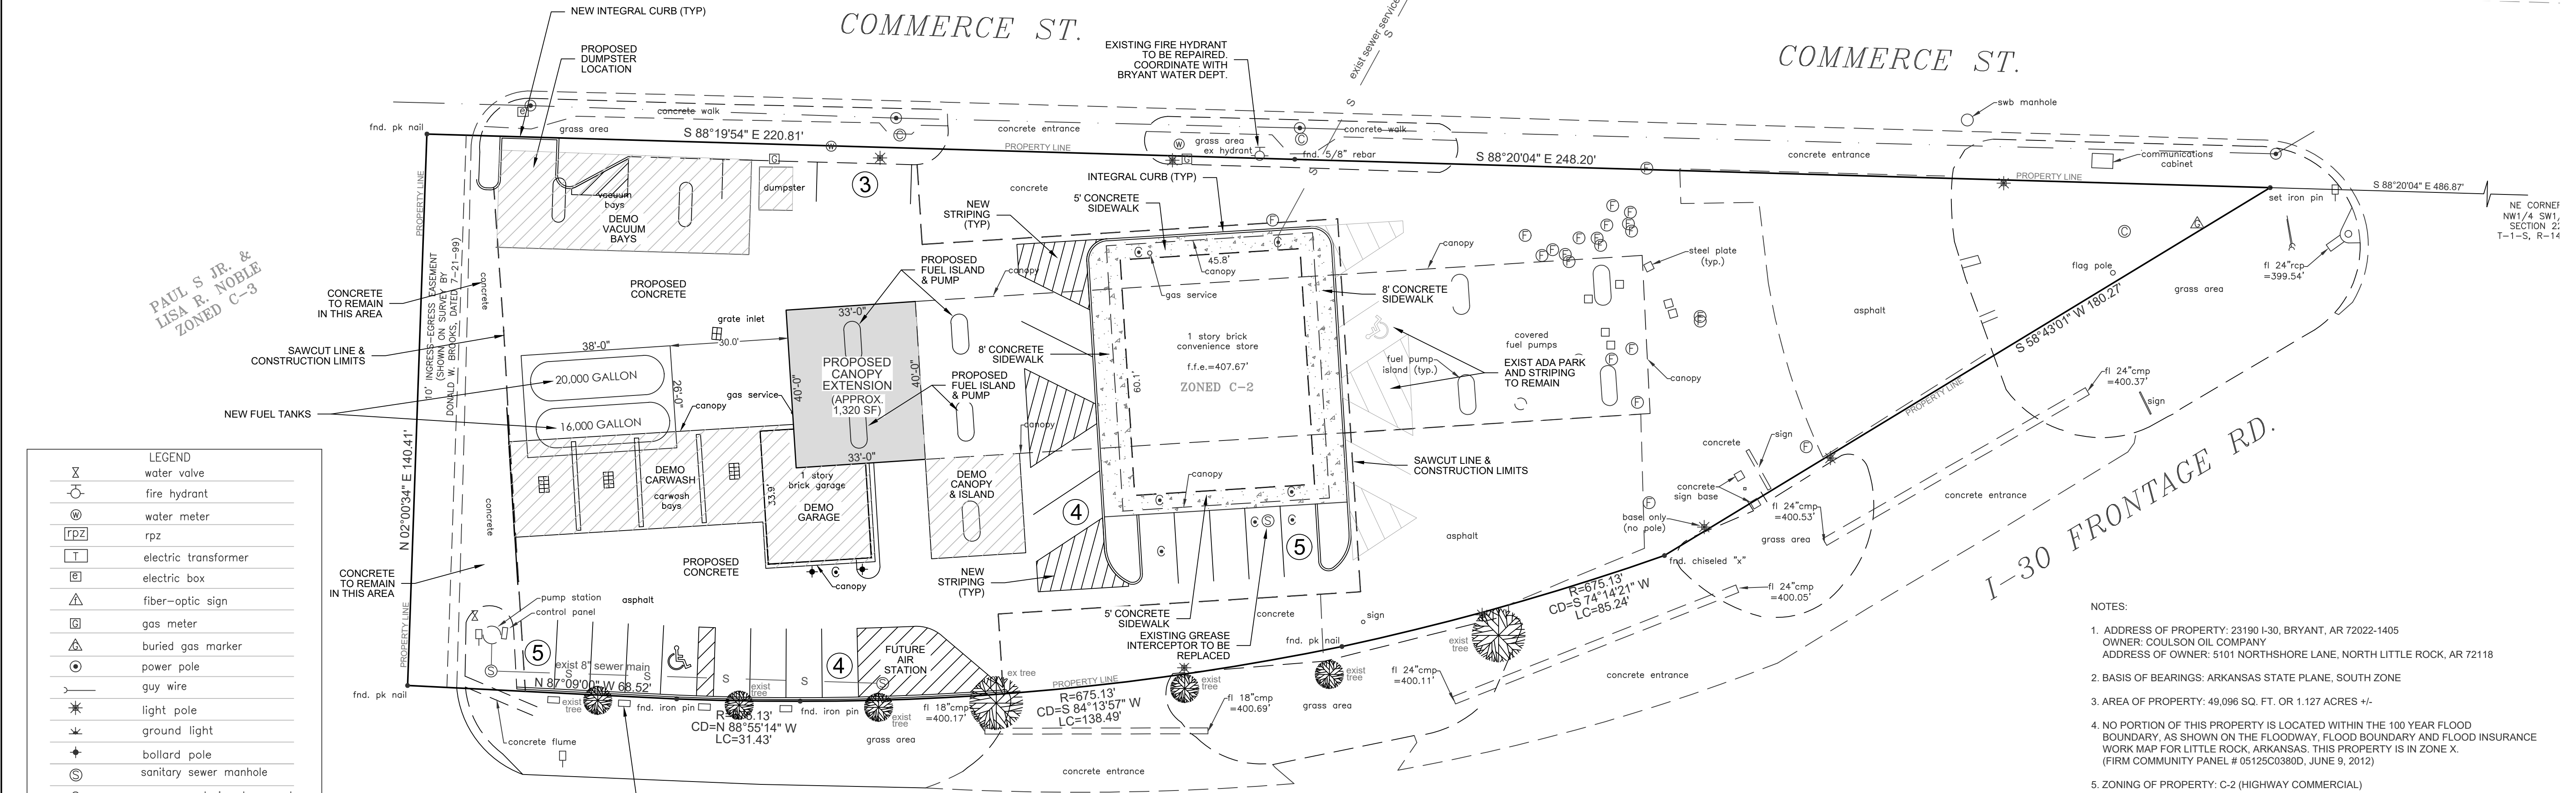 NEW INTEGRAL CURB (TYP)
COMMERCE ST.
COMMERCE ST.
PROPOSED
DUMPSTER
LOCATION
EXISTING FIRE HYDRANT
TO BE REPAIRED.
COORDINATE WITH
BRYANT WATER DEPT.
exist sewer service
S
S
S
swb manhole
fnd. pk nail
e
concrete walk
grass area
S 88°19'54" E 220.81'
C
concrete entrance
W
grass area
ex hydrant
C
concrete walk
fnd. 5/8" rebar
PROPERTY LINE
S 88°20'04" E 248.20'
concrete entrance
communications
cabinet
PROPERTY LINE
S 88°20'04" E 486.87'
set iron pin
NE CORNER
NW1/4 SW1/
SECTION 22
T-1-S, R-14
W
G
G
dumpster
3
concrete
INTEGRAL CURB (TYP)
5' CONCRETE
SIDEWALK
NEW
STRIPING
(TYP)
vacuum
bays
DEMO
VACUUM
BAYS
PROPERTY LINE
PAUL S JR. &
LISA R. NOBLE
ZONED C-3
10' INGRESS-EGRESS EASEMENT
(SHOWN ON SURVEY BY
DONALD W. BROOKS, DATED 7-21-99)
concrete
CONCRETE
TO REMAIN
IN THIS AREA
PROPOSED
CONCRETE
PROPOSED
FUEL ISLAND
& PUMP
canopy
45.8'
canopy
gas service
8' CONCRETE
SIDEWALK
canopy
steel plate
(typ.)
flag pole
fl 24"rcp
=399.54'
grass area
C
F
S 58°43'01" W 180.27'
asphalt
SAWCUT LINE &
CONSTRUCTION LIMITS
grate inlet
30.0'
38'-0"
33'-0"
20,000 GALLON
26'-0"
16,000 GALLON
NEW FUEL TANKS
canopy
gas service
PROPOSED
CANOPY
EXTENSION
(APPROX.
1,320 SF)
40'-0"
40'-0"
33'-0"
PROPOSED
FUEL ISLAND
& PUMP
8' CONCRETE
SIDEWALK
60.1'
1 story brick
convenience store
f.f.e.=407.67'
ZONED C-2
covered
fuel pumps
fuel pump
island (typ.)
EXIST ADA PARK
AND STRIPING
TO REMAIN
canopy
canopy
PROPERTY LINE
fl 24"cmp
=400.37'
sign
I-30 FRONTAGE RD.
N 02°00'34" E 140.41'
DEMO
CARWASH
carwash
bays
1 story
brick garage
33.6'
DEMO
GARAGE
DEMO
CANOPY
& ISLAND
canopy
SAWCUT LINE &
CONSTRUCTION LIMITS
concrete
sign
concrete
sign base
base only
(no pole)
fl 24"cmp
=400.53'
grass area
concrete entrance
4
5
S
concrete
CONCRETE
TO REMAIN
IN THIS AREA
PROPOSED
CONCRETE
canopy
NEW
STRIPING
(TYP)
asphalt
fnd. chiseled "x"
R=675.13'
CD=S 74°14'21" W
LC=85.24'
fl 24"cmp
=400.05'
pump station
control panel
asphalt
5' CONCRETE
SIDEWALK
EXISTING GREASE
INTERCEPTOR TO BE
REPLACED
concrete
sign
fnd. pk nail
exist
tree
PROPERTY LINE
fnd. pk nail
5
exist 8" sewer main
S
S
S
S
S
4
FUTURE
AIR
STATION
N 87°09'00" W 68.52'
exist
tree
fnd. iron pin
exist
tree
fnd. iron pin
exist
tree
ex tree
fl 18"cmp
=400.17'
CD=N 88°55'14" W
LC=31.43'
grass area
PROPERTY LINE
R=675.13'
CD=S 84°13'57" W
LC=138.49'
exist
tree
fl 18"cmp
=400.69'
exist
tree
grass area
fl 24"cmp
=400.11'
concrete entrance
concrete flume
concrete entrance
LEGEND
water valve
fire hydrant
W water meter
rpz rpz
T electric transformer
e electric box
f fiber-optic sign
G gas meter
G buried gas marker
power pole
guy wire
light pole
ground light
bollard pole
S sanitary sewer manhole
NOTES:
1. ADDRESS OF PROPERTY: 23190 I-30, BRYANT, AR 72022-1405
OWNER: COULSON OIL COMPANY
ADDRESS OF OWNER: 5101 NORTHSHORE LANE, NORTH LITTLE ROCK, AR 72118
2. BASIS OF BEARINGS: ARKANSAS STATE PLANE, SOUTH ZONE
3. AREA OF PROPERTY: 49,096 SQ. FT. OR 1.127 ACRES +/-
4. NO PORTION OF THIS PROPERTY IS LOCATED WITHIN THE 100 YEAR FLOOD
BOUNDARY, AS SHOWN ON THE FLOODWAY, FLOOD BOUNDARY AND FLOOD INSURANCE
WORK MAP FOR LITTLE ROCK, ARKANSAS. THIS PROPERTY IS IN ZONE X.
(FIRM COMMUNITY PANEL # 05125C0380D, JUNE 9, 2012)
5. ZONING OF PROPERTY: C-2 (HIGHWAY COMMERCIAL)